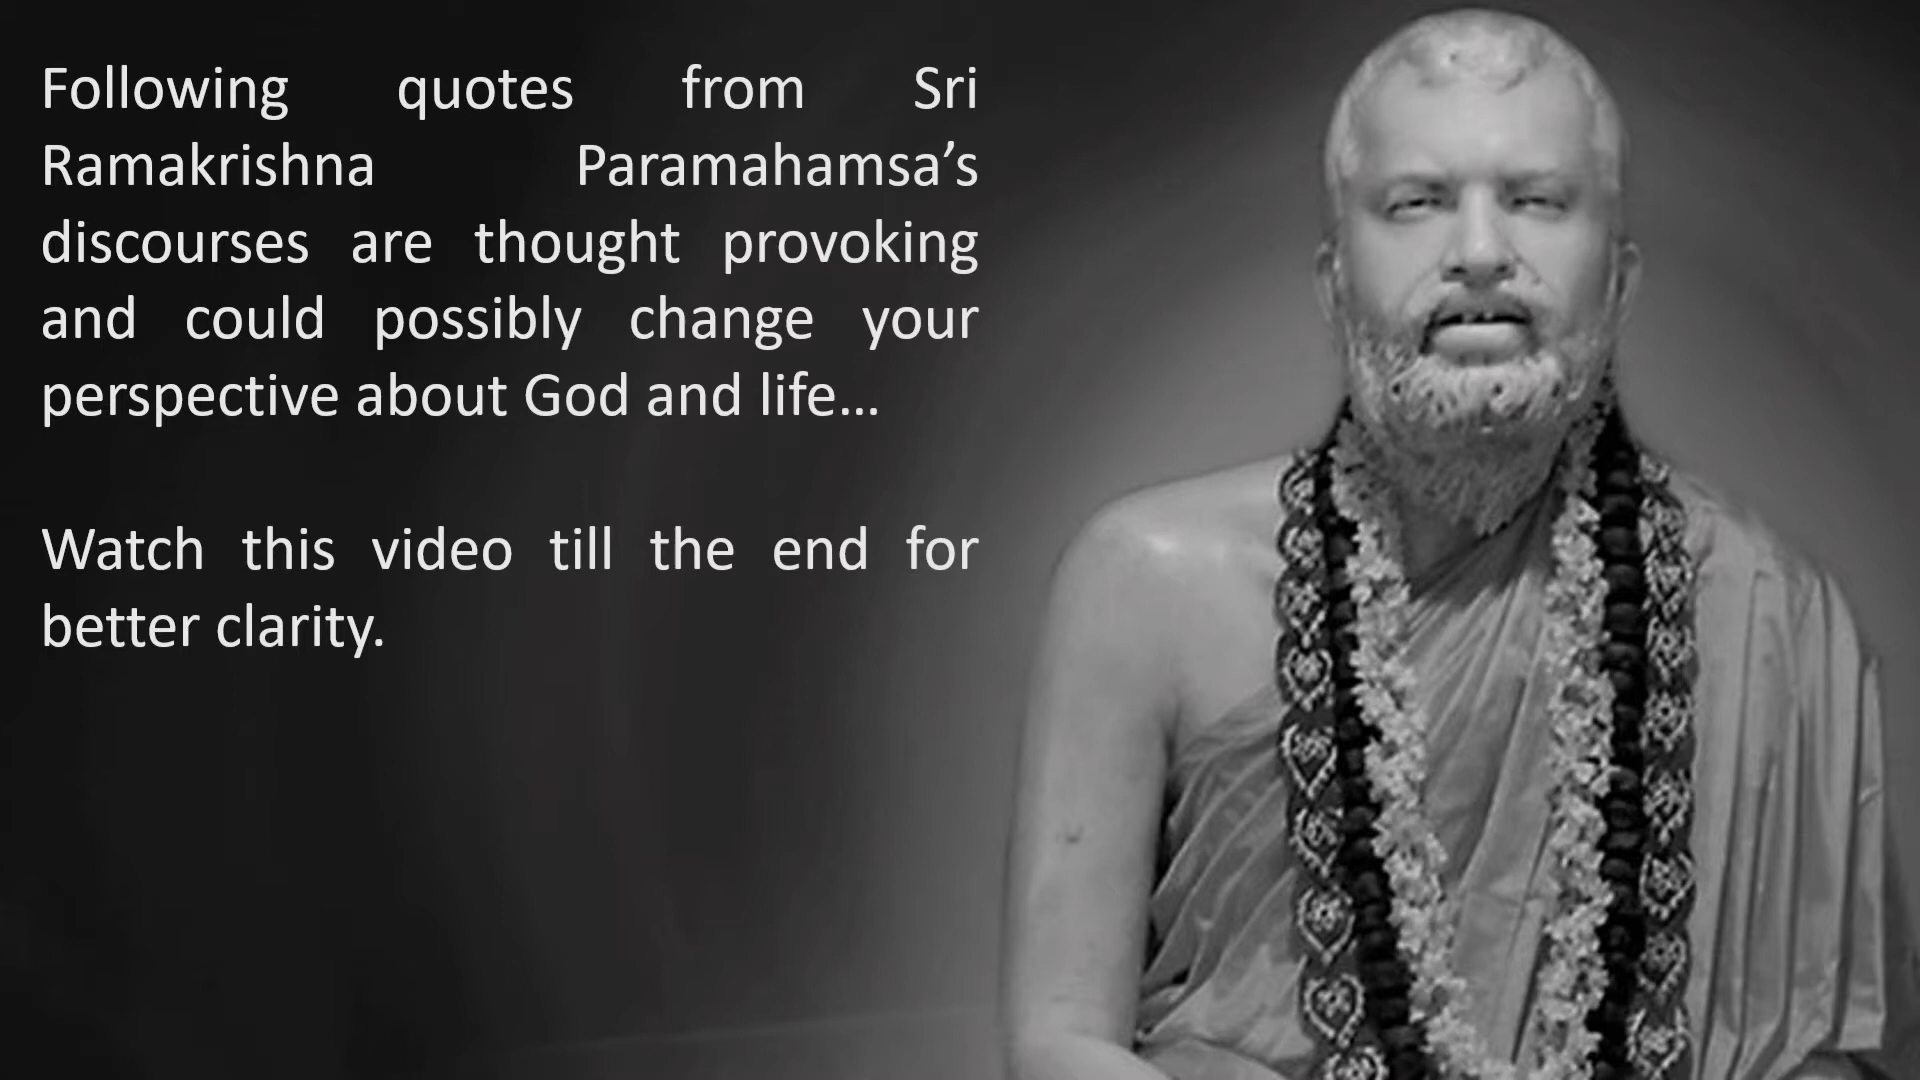 Following quotes from Sri
Ramakrishna Paramahamsa’s
discourses are thought provoking
and could possibly change your
perspective about God and life…
Watch this video till the end for
better clarity.